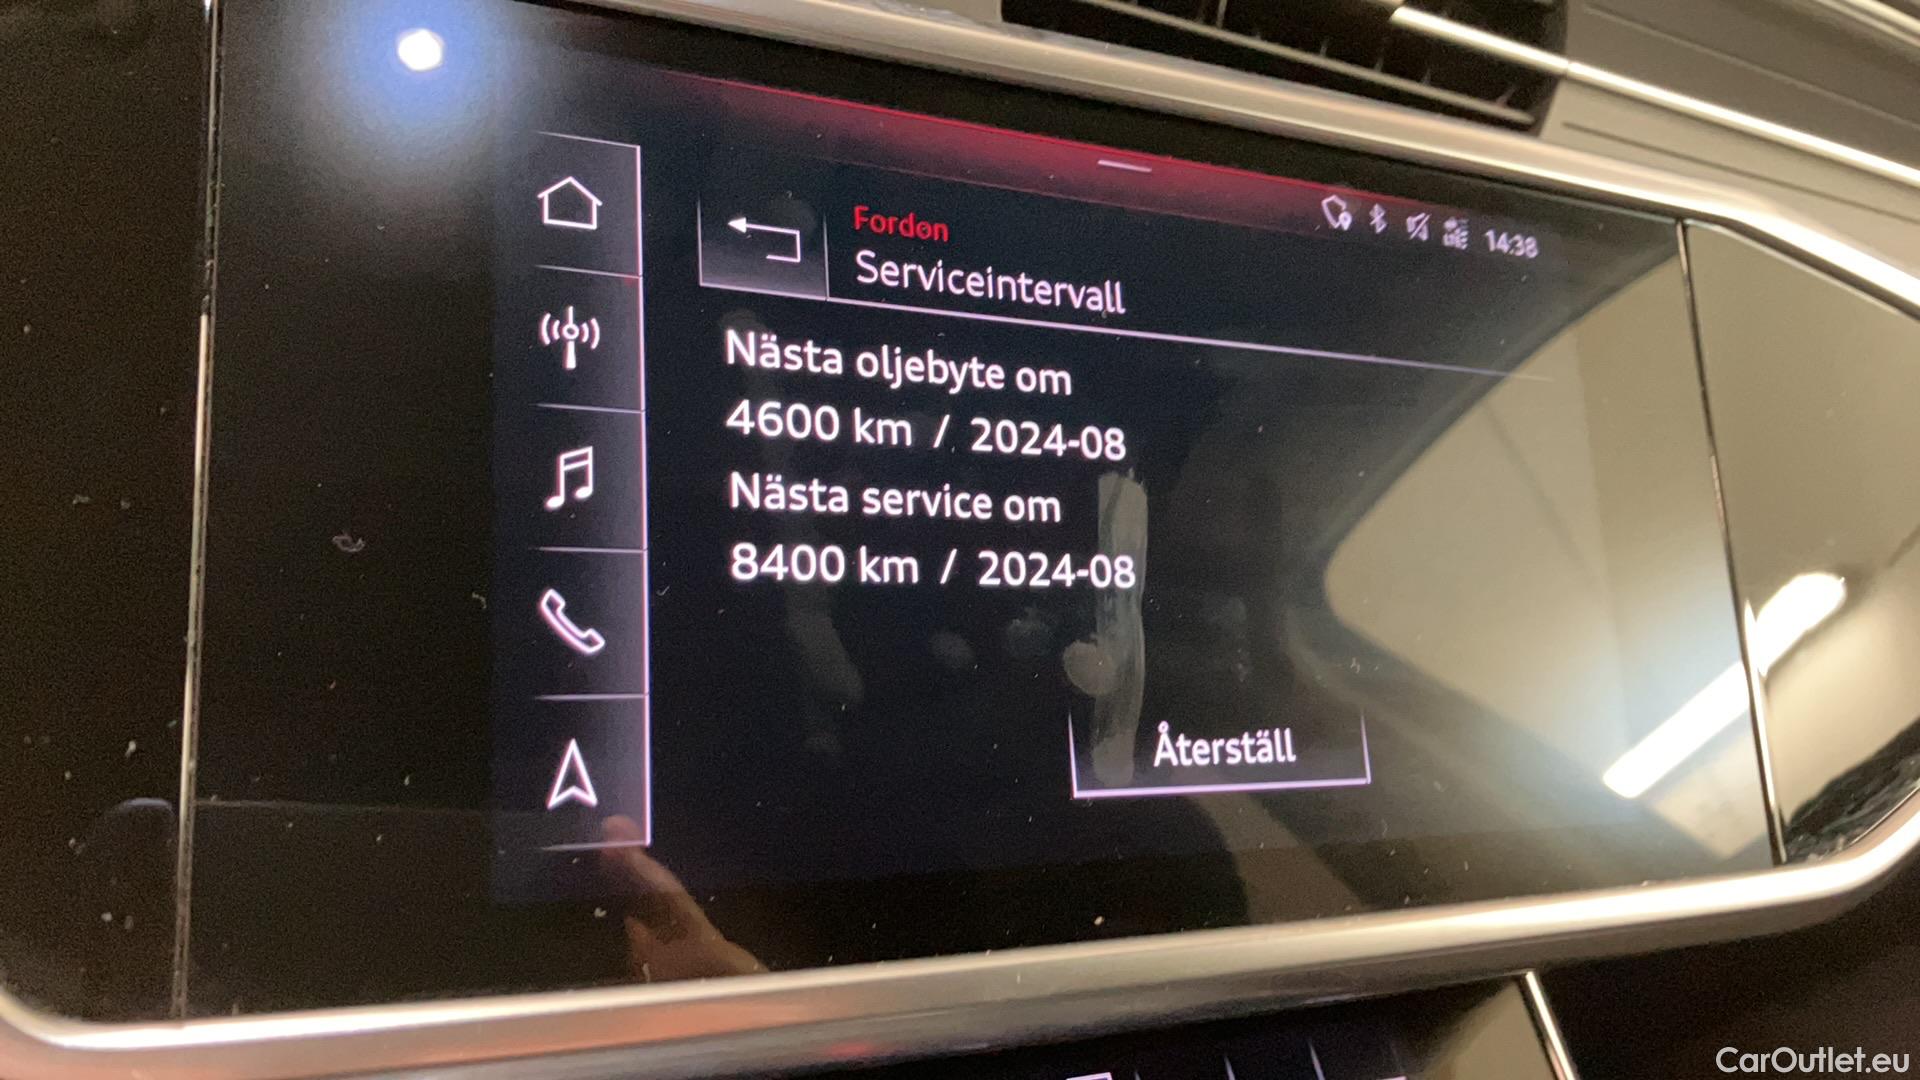 Fordon
Serviceintervall
14:38
Nästa oljebyte om
4600 km / 2024-08
Nästa service om
8400 km / 2024-08
Återställ
CarOutlet.eu